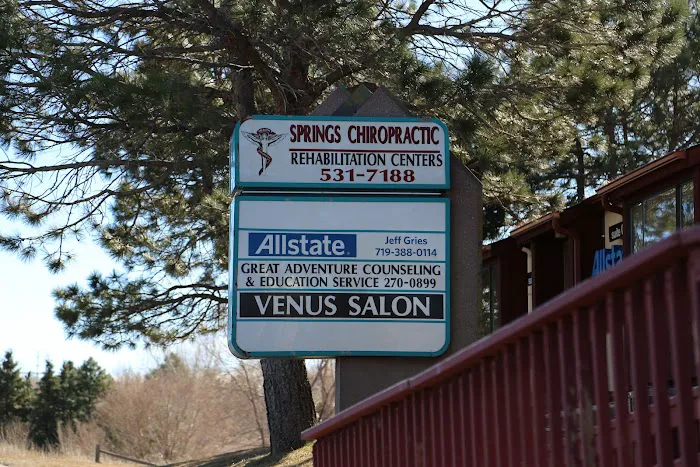 SPRINGS CHIROPRACTIC
REHABILITATION CENTERS
531-7188
Allstate
Jeff Gries
719-388-0114
GREAT ADVENTURE COUNSELING
& EDUCATION SERVICE 270-0899
VENUS SALON
Allsta